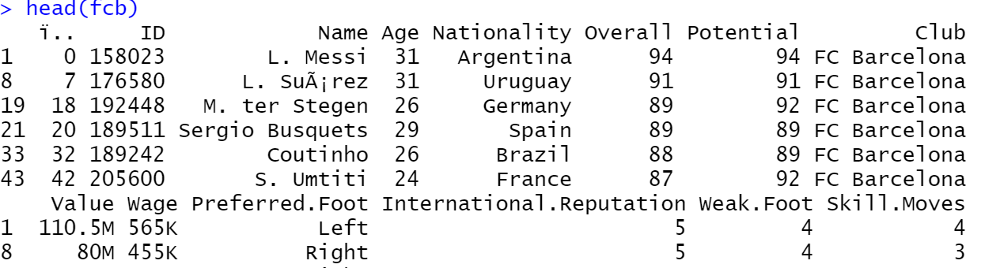 > head(fcb)
ï.. ID Name Age Nationality Overall Potential Club
1 0 158023 L. Messi 31 Argentina 94 94 FC Barcelona
8 7 176580 L. SuÃ¡rez 31 Uruguay 91 91 FC Barcelona
19 18 192448 M. ter Stegen 26 Germany 89 92 FC Barcelona
21 20 189511 Sergio Busquets 29 Spain 89 89 FC Barcelona
33 32 189242 Coutinho 26 Brazil 88 89 FC Barcelona
43 42 205600 S. Umtiti 24 France 87 92 FC Barcelona
Value Wage Preferred.Foot International.Reputation Weak.Foot Skill.Moves
1 110.5M 565K Left 5 4 4
8 80M 455K Right 5 4 3